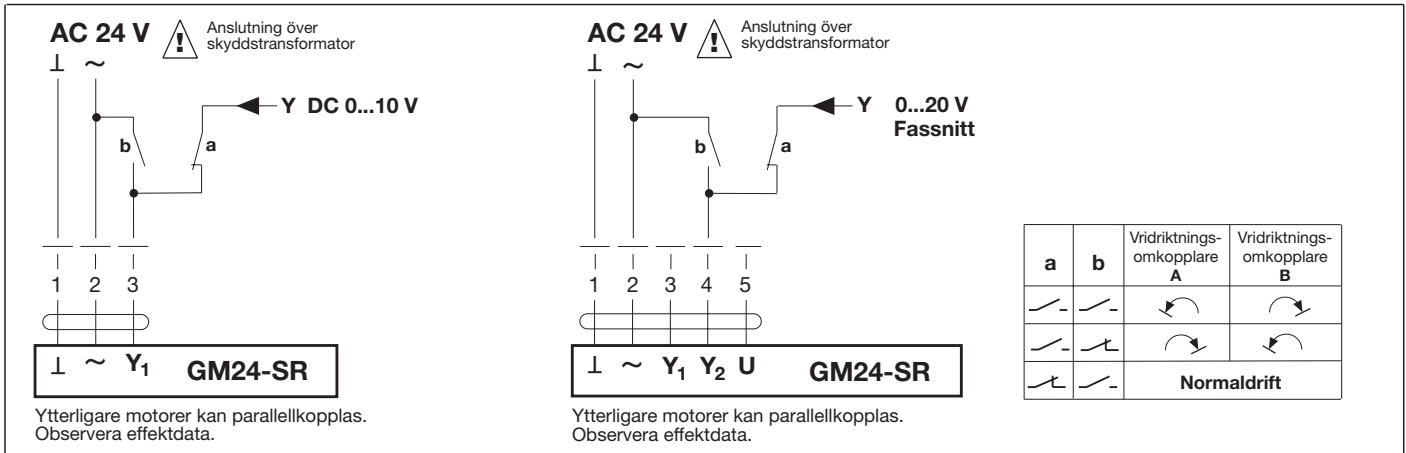 AC 24 V
Anslutning över
skyddstransformator
⊥ ~
Y DC 0...10 V
b a
1 2 3
⊥ ~ Y₁ GM24-SR
Ytterligare motorer kan parallellkopplas.
Observera effektdata.
AC 24 V
Anslutning över
skyddstransformator
⊥ ~
Y 0...20 V
Fassnitt
b a
1 2 3 4 5
⊥ ~ Y₁ Y₂ U GM24-SR
Ytterligare motorer kan parallellkopplas.
Observera effektdata.
a b
Vridriktnings-
omkopplare
A
Vridriktnings-
omkopplare
B
Normaldrift